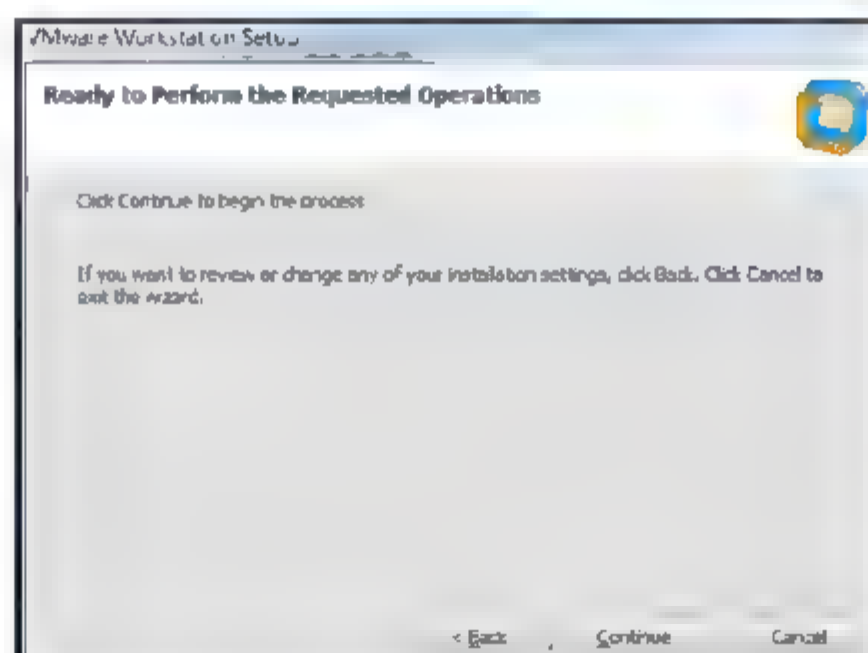 VMware Workstation Setup
Ready to Perform the Requested Operations
Click Continue to begin the process
If you want to review or change any of your installation settings, click Back. Click Cancel to
exit the wizard.
< Back
Continue
Cancel